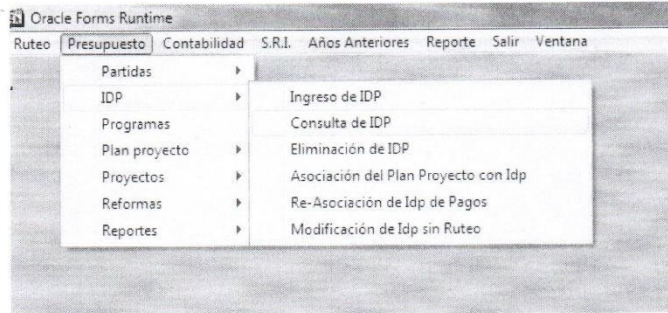 Oracle Forms Runtime
Ruteo Presupuesto Contabilidad S.R.I. Años Anteriores Reporte Salir Ventana
Partidas
IDP
Programas
Plan proyecto
Proyectos
Reformas
Reportes
Ingreso de IDP
Consulta de IDP
Eliminación de IDP
Asociación del Plan Proyecto con Idp
Re-Asociación de Idp de Pagos
Modificación de Idp sin Ruteo